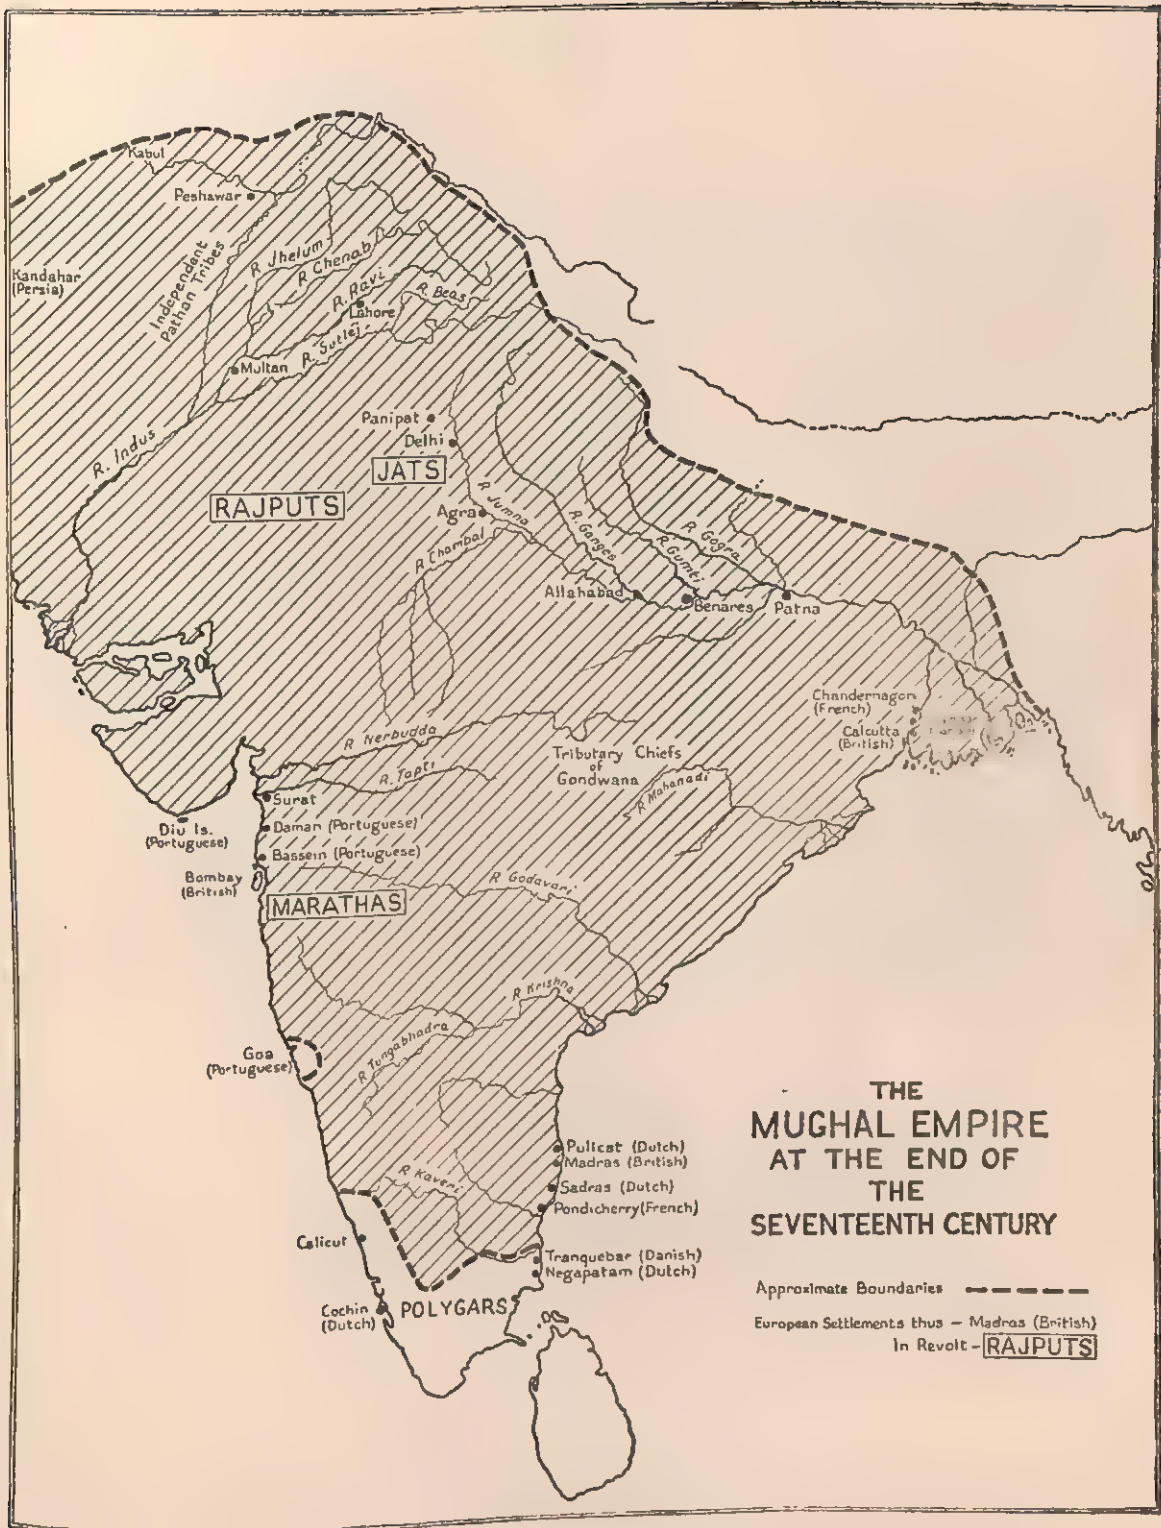 Kabul
Peshawar
Independent
Pathan Tribes
Kandahar
(Persia)
R. Jhelum
R. Chenab
R. Ravi
Lahore
R. Beas
R. Sutlej
Multan
R. Indus
Panipat
Delhi
JATS
RAJPUTS
Agra
R. Jumna
R. Chambal
R. Ganges
R. Gumti
R. Gogra
Allahabad
Benares
Patna
Chandernagor
(French)
Calcutta
(British)
R. Nerbudda
R. Tapti
Tributary Chiefs
of
Gondwana
R. Mahanadi
Surat
Diu Is.
(Portuguese)
Daman (Portuguese)
Bassein (Portuguese)
Bombay
(British)
R. Godavari
MARATHAS
R. Krishna
R. Tungabhadra
Goa
(Portuguese)
Pulicat (Dutch)
Madras (British)
R. Kaveri
Sadras (Dutch)
Pondicherry (French)
Calicut
Tranquebar (Danish)
Negapatam (Dutch)
Cochin
(Dutch)
POLYGARS
THE
MUGHAL EMPIRE
AT THE END OF
THE
SEVENTEENTH CENTURY
Approximate Boundaries
European Settlements thus – Madras (British)
In Revolt – RAJPUTS